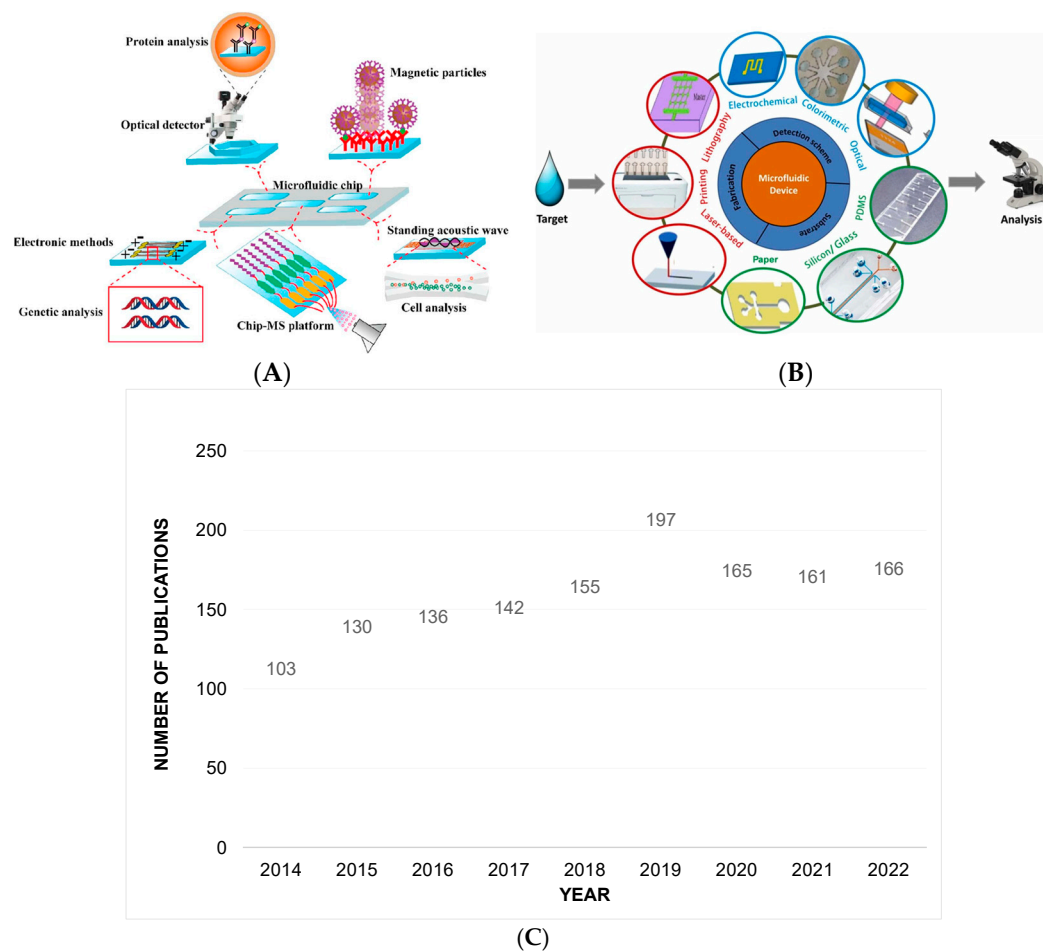 Protein analysis
Magnetic particles
Optical detector
Microfluidic chip
Electronic methods
Standing acoustic wave
Genetic analysis
Chip-MS platform
Cell analysis
(A)
Target
Lithography
Printing
Laser-based
Electrochemical
Colorimetric
Optical
PDMS
Silicon/ Glass
Paper
Fabrication
Detection scheme
Substrate
Microfluidic
Device
Analysis
(B)
NUMBER OF PUBLICATIONS
250
200
150
100
50
0
103
130
136
142
155
197
165
161
166
2014 2015 2016 2017 2018 2019 2020 2021 2022
YEAR
(C)